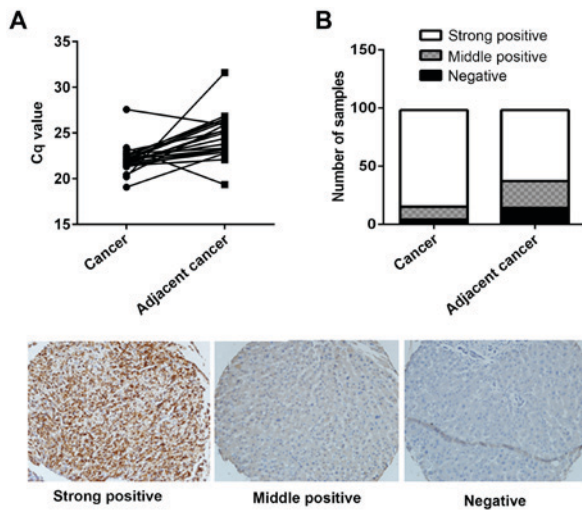 A
Cq value
35
30
25
20
15
Cancer
Adjacent cancer
B
Strong positive
Middle positive
Negative
Number of samples
150
100
50
0
Cancer
Adjacent cancer
Strong positive
Middle positive
Negative